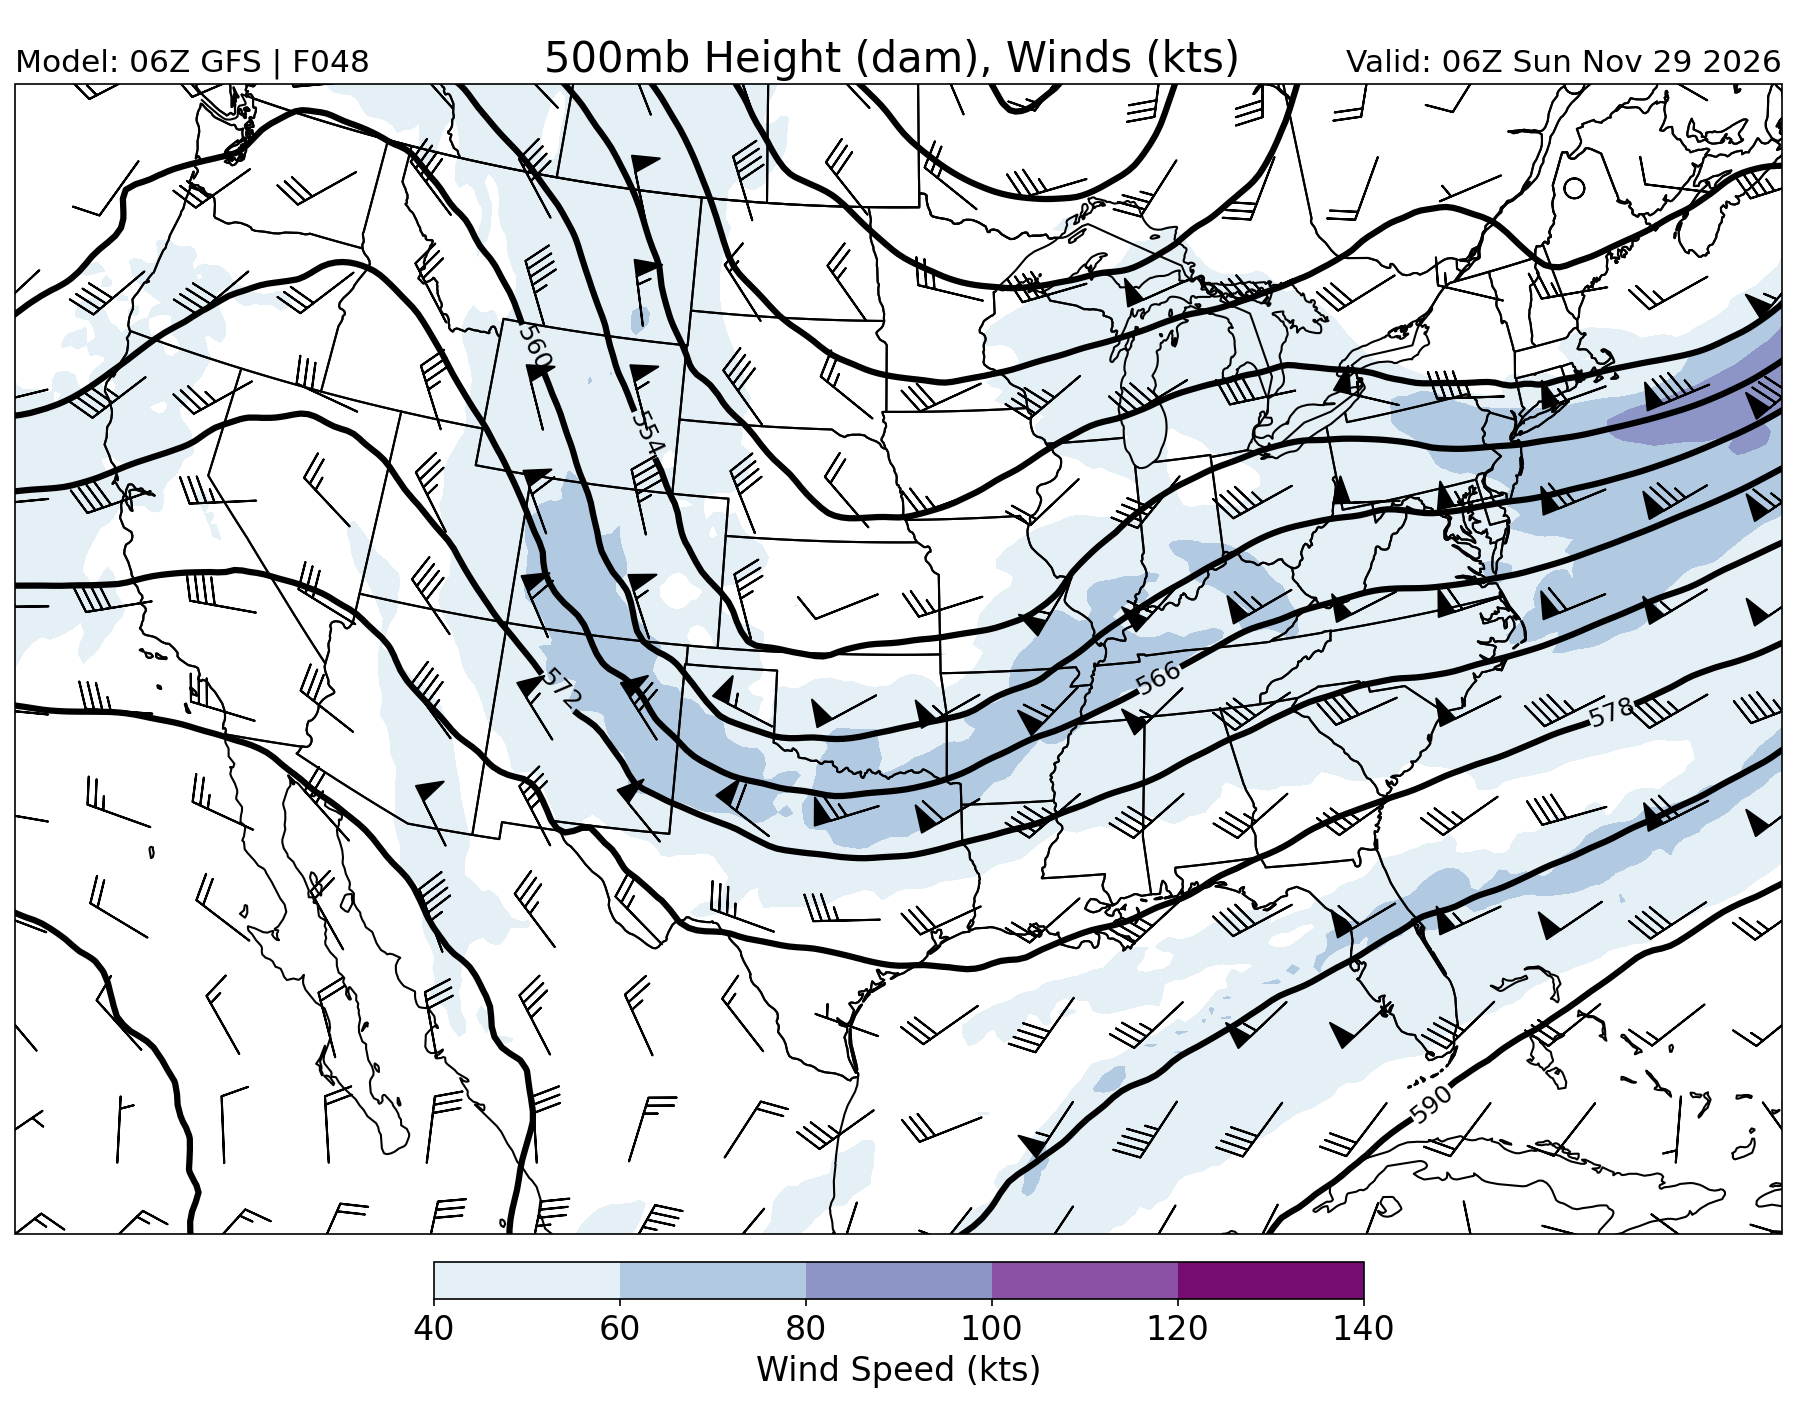 Model: 06Z GFS | F048
500mb Height (dam), Winds (kts)
Valid: 06Z Sun Nov 29 2026
560
554
572
566
578
590
40 60 80 100 120 140
Wind Speed (kts)